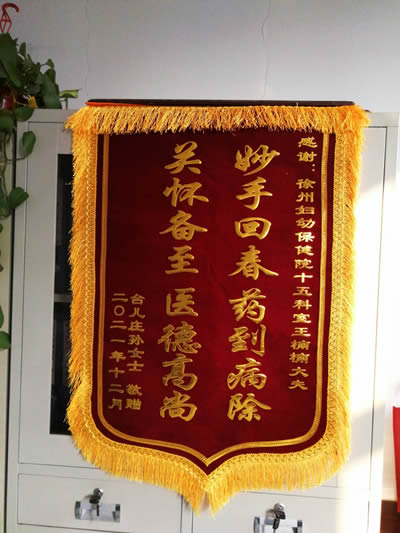 感谢：徐州妇幼保健院十五科室王楠楠大夫
妙手回春药到病除
关怀备至医德高尚
台儿庄孙女士 敬赠
二〇二一年十二月